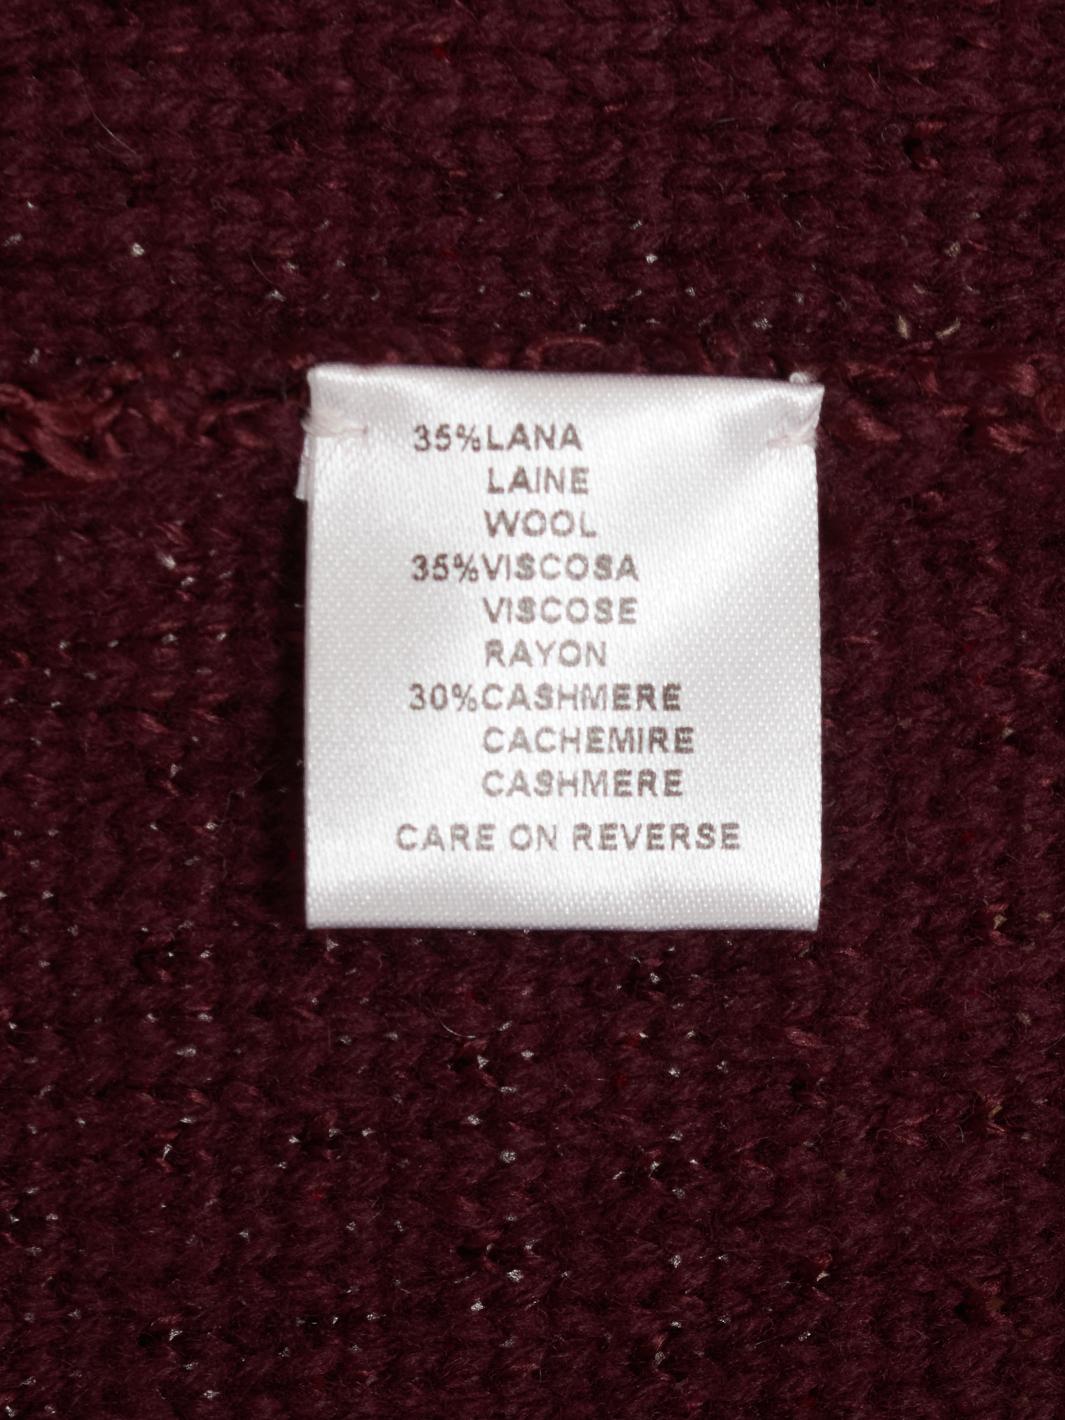 35%LANA
LAINE
WOOL
35%VISCOSA
VISCOSE
RAYON
30%CASHMERE
CACHEMIRE
CASHMERE
CARE ON REVERSE